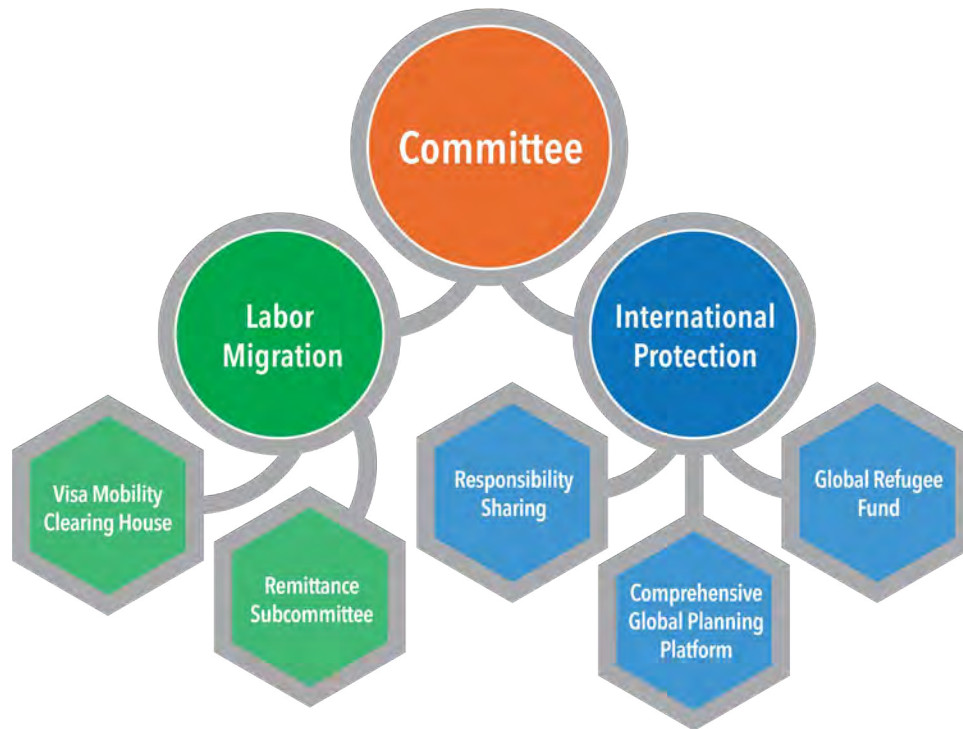 Committee
Labor
Migration
International
Protection
Visa Mobility
Clearing House
Remittance
Subcommittee
Responsibility
Sharing
Comprehensive
Global Planning
Platform
Global Refugee
Fund